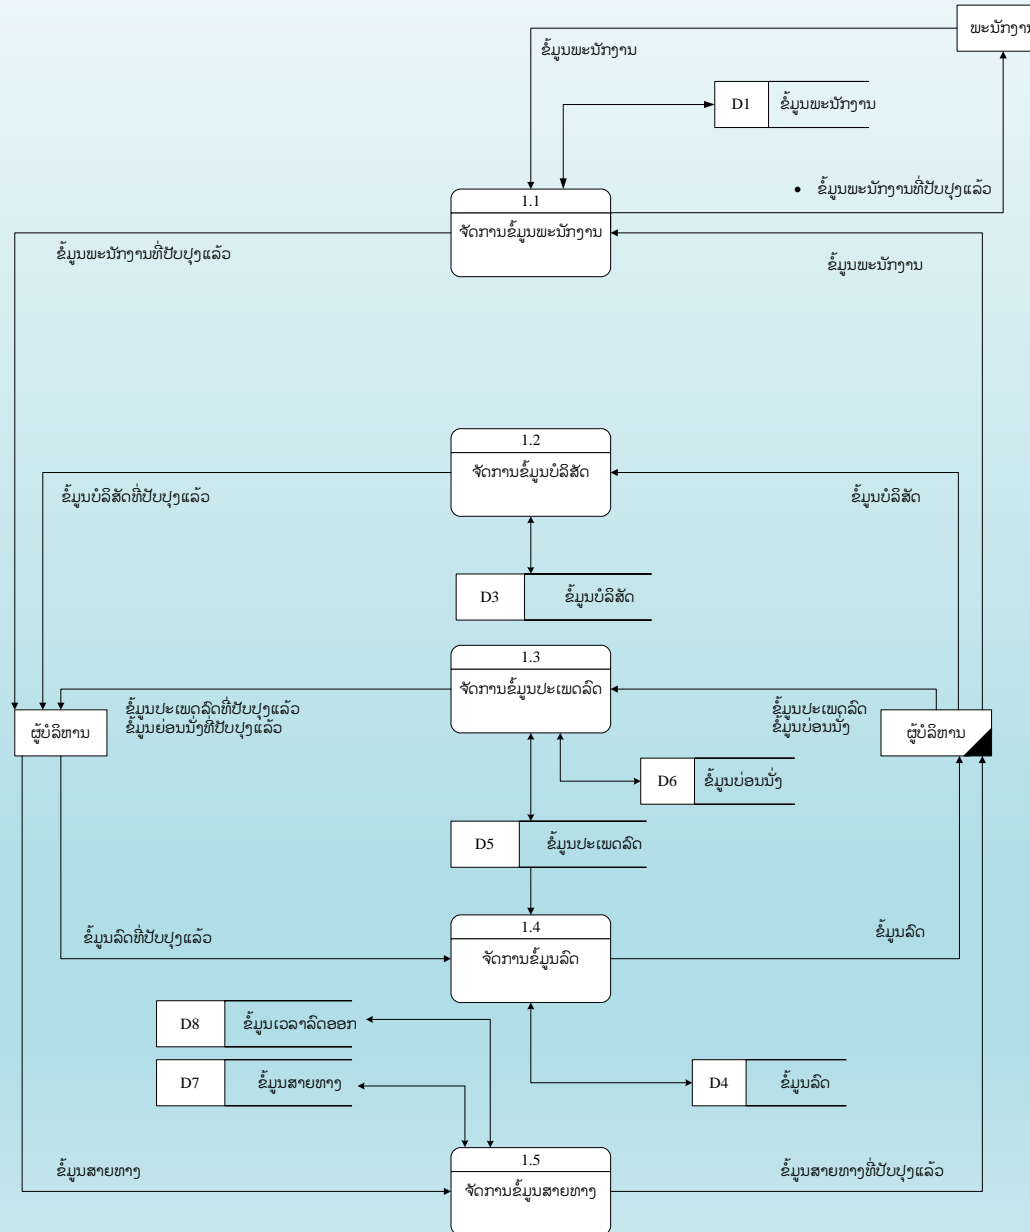 ພະນັກງານ
ຂໍ້ມູນພະນັກງານ
D1 ຂໍ້ມູນພະນັກງານ
• ຂໍ້ມູນພະນັກງານທີ່ປັບປຸງແລ້ວ
1.1
ຈັດການຂໍ້ມູນພະນັກງານ
ຂໍ້ມູນພະນັກງານທີ່ປັບປຸງແລ້ວ
ຂໍ້ມູນພະນັກງານ
1.2
ຈັດການຂໍ້ມູນບໍລິສັດ
ຂໍ້ມູນບໍລິສັດທີ່ປັບປຸງແລ້ວ
ຂໍ້ມູນບໍລິສັດ
D3 ຂໍ້ມູນບໍລິສັດ
1.3
ຈັດການຂໍ້ມູນປະເພດລົດ
ຂໍ້ມູນປະເພດລົດທີ່ປັບປຸງແລ້ວ
ຂໍ້ມູນຍ່ອນນັ່ງທີ່ປັບປຸງແລ້ວ
ຂໍ້ມູນປະເພດລົດ
ຂໍ້ມູນບ່ອນນັ່ງ
ຜູ້ບໍລິຫານ
ຜູ້ບໍລິຫານ
D6 ຂໍ້ມູນບ່ອນນັ່ງ
D5 ຂໍ້ມູນປະເພດລົດ
1.4
ຈັດການຂໍ້ມູນລົດ
ຂໍ້ມູນລົດທີ່ປັບປຸງແລ້ວ
ຂໍ້ມູນລົດ
D8 ຂໍ້ມູນເວລາລົດອອກ
D7 ຂໍ້ມູນສາຍທາງ
D4 ຂໍ້ມູນລົດ
1.5
ຈັດການຂໍ້ມູນສາຍທາງ
ຂໍ້ມູນສາຍທາງ
ຂໍ້ມູນສາຍທາງທີ່ປັບປຸງແລ້ວ